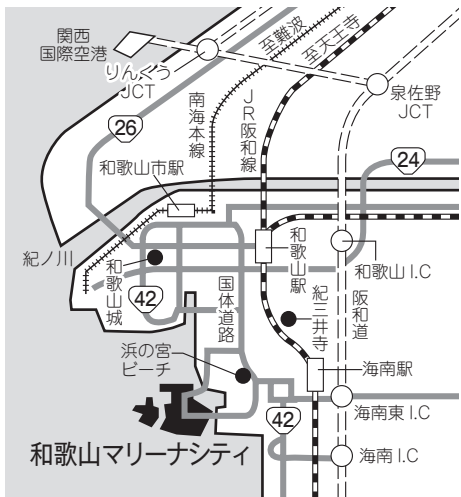 関西
国際空港
りんくう
JCT
至難波
至天王寺
泉佐野
JCT
南海本線
JR阪和線
26
24
和歌山市駅
紀ノ川
和歌山城
42
国体道路
和歌山駅
紀三井寺
和歌山I.C
阪和道
浜の宮
ビーチ
海南駅
海南東I.C
42
海南I.C
和歌山マリーナシティ